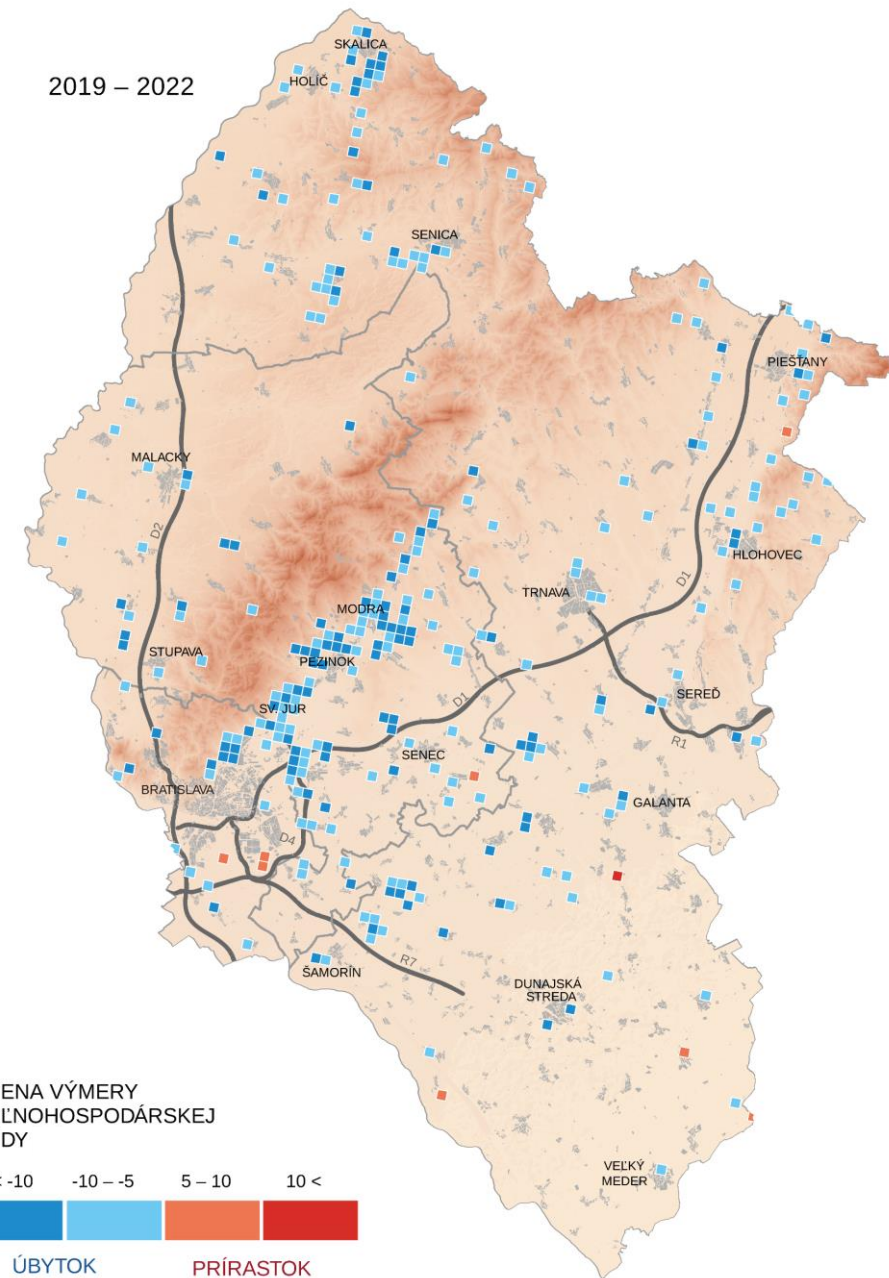 2019 – 2022
SKALICA
HOLÍČ
SENICA
PIEŠŤANY
MALACKY
D2
HLOHOVEC
D1
TRNAVA
MODRA
STUPAVA
PEZINOK
SEREĎ
D1
SV. JUR
R1
SENEC
BRATISLAVA
GALANTA
D4
R7
ŠAMORÍN
DUNAJSKÁ
STREDA
VEĽKÝ
MEDER
ENA VÝMERY
ĽNOHOSPODÁRSKEJ
DY
< -10 -10 – -5 5 – 10 10 <
ÚBYTOK PRÍRASTOK